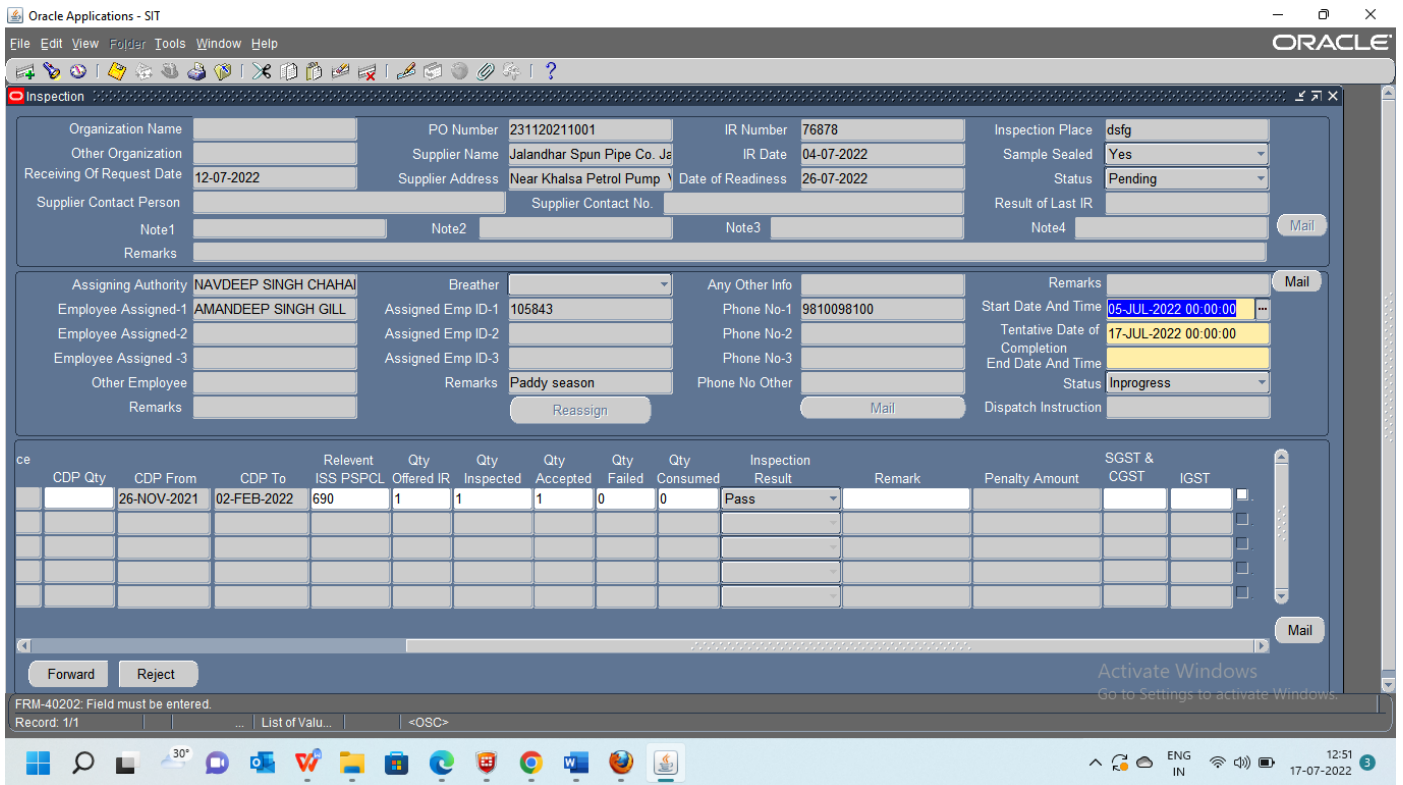 Oracle Applications - SIT
File Edit View Folder Tools Window Help
ORACLE
Inspection
Organization Name PO Number 231120211001 IR Number 76878 Inspection Place dsfg
Other Organization Supplier Name Jalandhar Spun Pipe Co. Ja IR Date 04-07-2022 Sample Sealed Yes
Receiving Of Request Date 12-07-2022 Supplier Address Near Khalsa Petrol Pump Date of Readiness 26-07-2022 Status Pending
Supplier Contact Person Supplier Contact No. Result of Last IR
Note1 Note2 Note3 Note4 Mail
Remarks
Assigning Authority NAVDEEP SINGH CHAHAI Breather Any Other Info Remarks Mail
Employee Assigned-1 AMANDEEP SINGH GILL Assigned Emp ID-1 105843 Phone No-1 9810098100 Start Date And Time 05-JUL-2022 00:00:00 ...
Employee Assigned-2 Assigned Emp ID-2 Phone No-2 Tentative Date of Completion 17-JUL-2022 00:00:00
Employee Assigned -3 Assigned Emp ID-3 Phone No-3 End Date And Time
Other Employee Remarks Paddy season Phone No Other Status Inprogress
Remarks Reassign Mail Dispatch Instruction
ce CDP Qty CDP From CDP To Relevent ISS PSPCL Qty Offered IR Qty Inspected Qty Accepted Qty Failed Qty Consumed Inspection Result Remark Penalty Amount SGST & CGST IGST
26-NOV-2021 02-FEB-2022 690 1 1 1 0 0 Pass
Mail
Forward Reject
Activate Windows
Go to Settings to activate Windows.
FRM-40202: Field must be entered.
Record: 1/1 ... List of Valu... <OSC>
30°
ENG
IN
12:51
17-07-2022
3